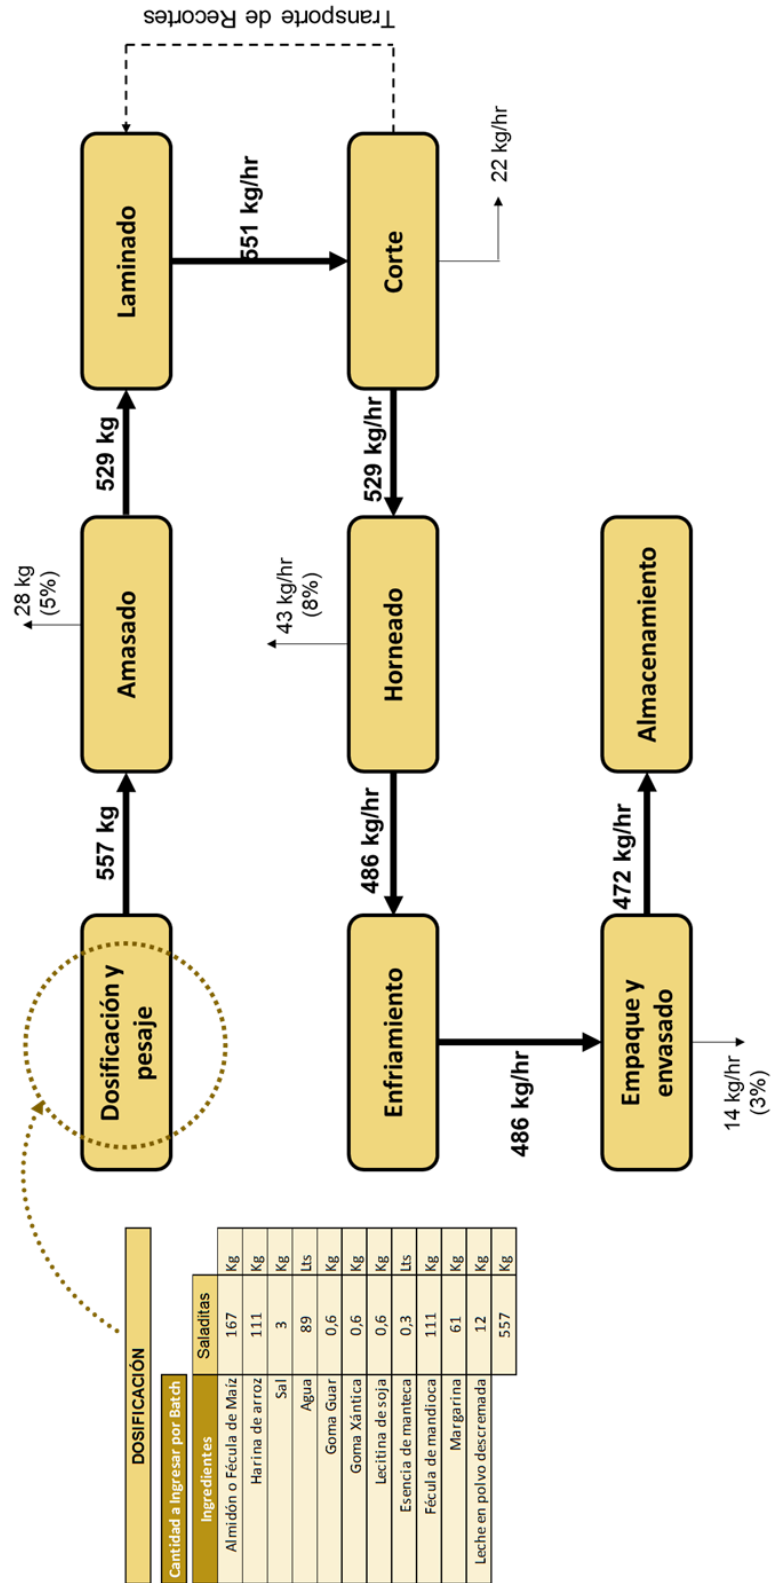 DOSIFICACIÓN
Cantidad a Ingresar por Batch
Ingredientes Saladitas
Almidón o Fécula de Maíz 167 Kg
Harina de arroz 111 Kg
Sal 3 Kg
Agua 89 Lts
Goma Guar 0,6 Kg
Goma Xántica 0,6 Kg
Lecitina de soja 0,6 Kg
Esencia de manteca 0,3 Lts
Fécula de mandioca 111 Kg
Margarina 61 Kg
Leche en polvo descremada 12 Kg
557 Kg
Dosificación y
pesaje
557 kg
Amasado
28 kg
(5%)
529 kg
Laminado
551 kg/hr
Transporte de Recortes
Corte
22 kg/hr
529 kg/hr
Horneado
43 kg/hr
(8%)
486 kg/hr
Enfriamiento
486 kg/hr
Empaque y
envasado
14 kg/hr
(3%)
472 kg/hr
Almacenamiento